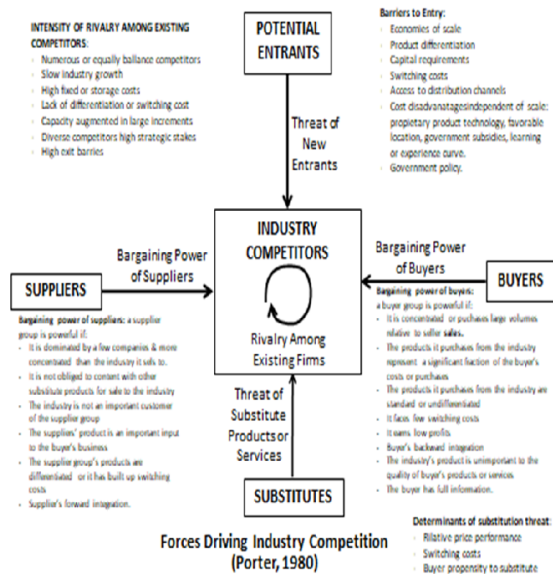 INTENSITY OF RIVALRY AMONG EXISTING
COMPETITORS:
Numerous or equally ballance competitors
Slow industry growth
High fixed or storage costs
Lack of differentiation or switching cost
Capacity augmented in large increments
Diverse competitors high strategic stakes
High exit barries
POTENTIAL
ENTRANTS
Barriers to Entry:
Economies of scale
Product differentiation
Capital requirements
Switching costs
Access to distribution channels
Cost disadvanatagesindependent of scale:
propietary product technology, favorable
location, government subsidies, learning
or experience curve.
Government policy.
Threat of
New
Entrants
INDUSTRY
COMPETITORS
Rivalry Among
Existing Firms
Bargaining Power
of Suppliers
SUPPLIERS
Bargaining power of suppliers: a supplier
group is powerful if:
It is dominated by a few companies & more
concentrated than the industry it sells to.
It is not obliged to content with other
substitute products for sale to the industry
The industry is not an important customer
of the supplier group
The suppliers' product is an important input
to the buyer's business
The supplier group's products are
differentiated or it has built up switching
costs
Supplier's forward integration.
Bargaining Power
of Buyers
BUYERS
Bargaining power of buyers:
a buyer group is powerful if:
It is concentrated or puchases large volumes
relative to seller sales.
The products it purchases from the industry
represent a significant fraction of the buyer's
costs or purchases
The products it purchases from the industry are
standard or undifferentiated
It faces few switching costs
It earns low profits
Buyer's backward integration
The industry's product is unimportant to the
quality of buyer's products or services
The buyer has full information.
Threat of
Substitute
Products or
Services
SUBSTITUTES
Forces Driving Industry Competition
(Porter, 1980)
Determinants of substitution threat:
Rilative price performance
Switching costs
Buyer propensity to substitute